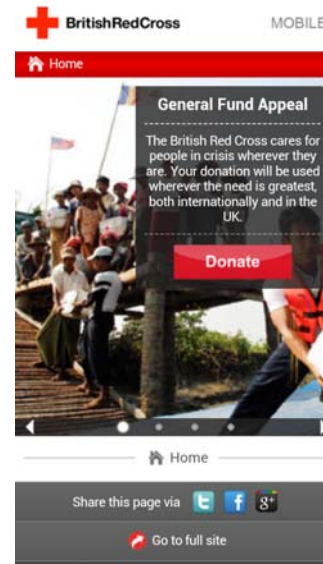 BritishRedCross
MOBILE
Home
General Fund Appeal
The British Red Cross cares for
people in crisis wherever they
are. Your donation will be used
wherever the need is greatest,
both internationally and in the
UK.
Donate
Home
Share this page via
Go to full site